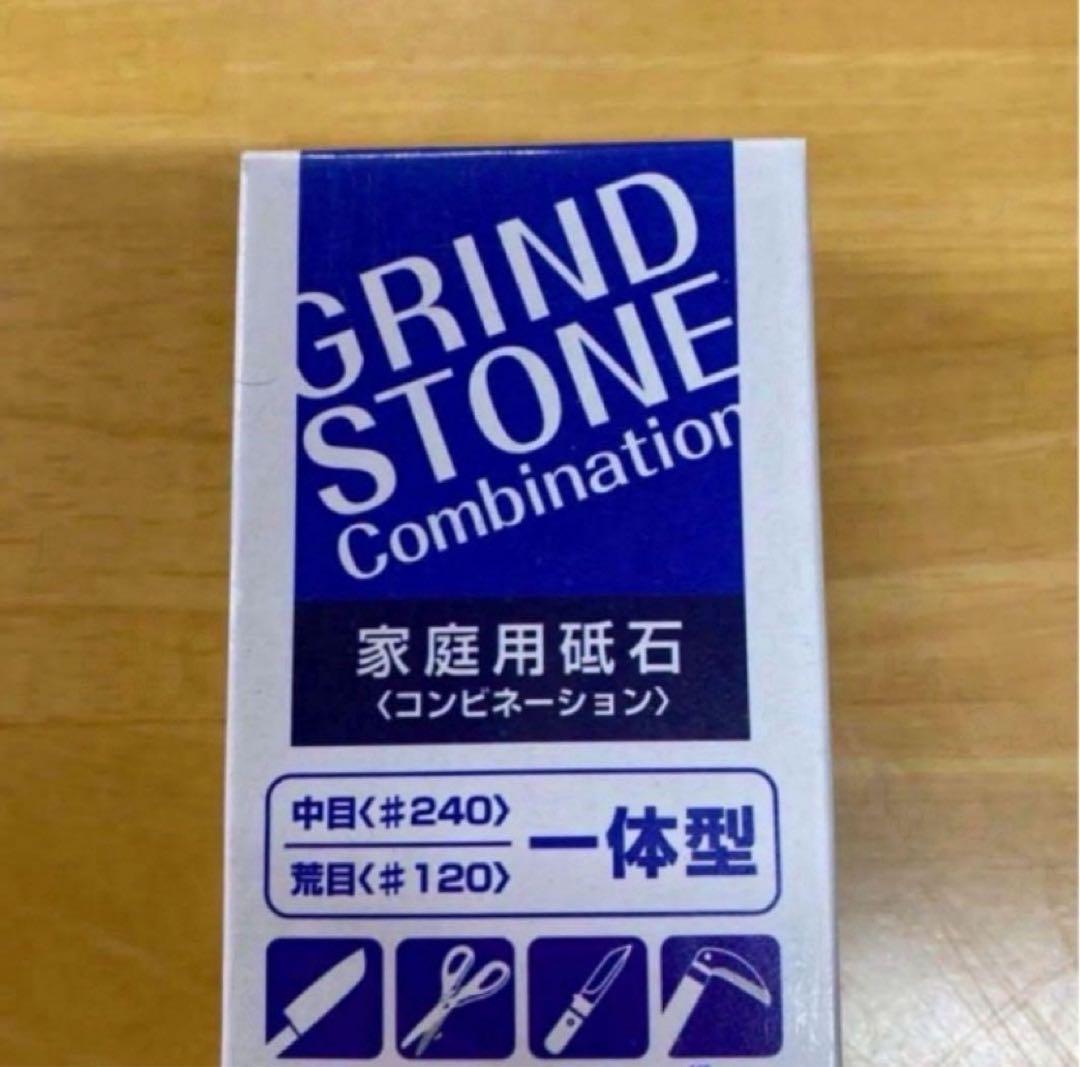 GRIND
STONE
Combination
家庭用砥石
〈コンビネーション〉
中目〈#240〉
荒目〈#120〉
一体型